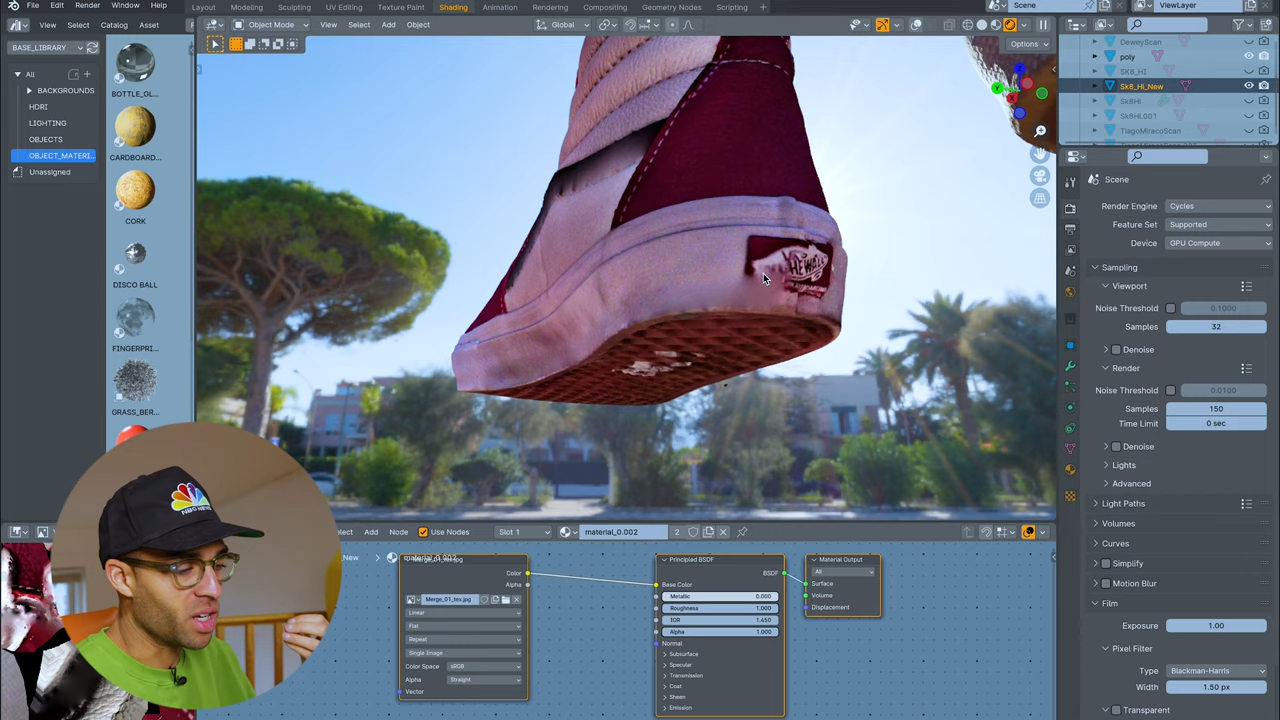 File Edit Render Window Help Layout Modeling Sculpting UV Editing Texture Paint Shading Animation Rendering Compositing Geometry Nodes Scripting + Scene ViewLayer
View Select Catalog Asset Object Mode View Select Add Object Global
BASE_LIBRARY
Options
All
BACKGROUNDS
HDRI
LIGHTING
OBJECTS
OBJECT_MATERI...
Unassigned
BOTTLE_GL...
CARDBOARD...
CORK
DISCO BALL
FINGERPRI...
GRASS_BER...
DeweyScan
poly
SK8_HI
Sk8_Hi_New
Sk8Hi
Sk8Hi.001
TiagoMiracoScan
Scene
Render Engine Cycles
Feature Set Supported
Device GPU Compute
Sampling
Viewport
Noise Threshold 0.1000
Samples 32
Denoise
Render
Noise Threshold 0.0100
Samples 150
Time Limit 0 sec
Denoise
Lights
Advanced
Light Paths
Volumes
Curves
Simplify
Motion Blur
Film
Exposure 1.00
Pixel Filter
Type Blackman-Harris
Width 1.50 px
Transparent
lect Add Node Use Nodes Slot 1 material_0.002 2
_New material_0.002
Merge_01_tex.jpg
Color
Alpha
Merge_01_tex.jpg
Linear
Flat
Repeat
Single Image
Color Space sRGB
Alpha Straight
Vector
Principled BSDF
BSDF
Base Color
Metallic 0.000
Roughness 1.000
IOR 1.450
Alpha 1.000
Normal
Subsurface
Specular
Transmission
Coat
Sheen
Emission
Material Output
All
Surface
Volume
Displacement